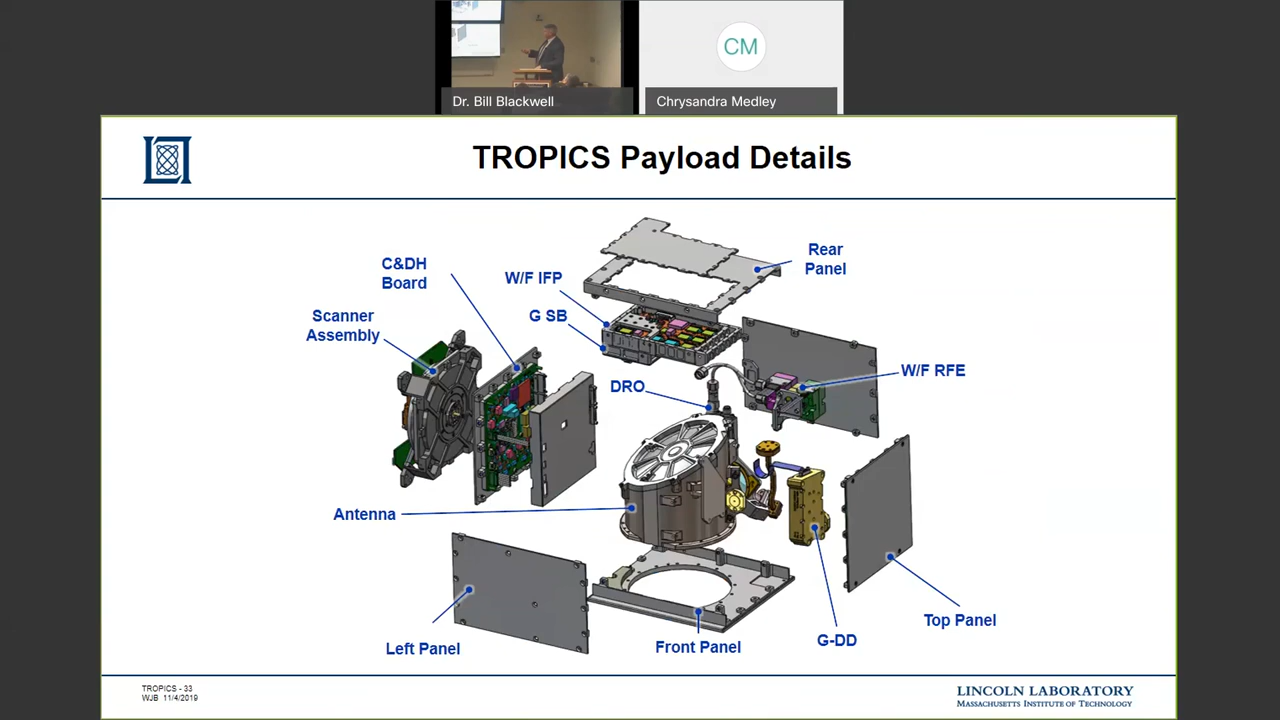 Dr. Bill Blackwell
CM
Chrysandra Medley
TROPICS Payload Details
Rear
Panel
C&DH
Board
W/F IFP
Scanner
Assembly
G SB
W/F RFE
DRO
Antenna
Top Panel
G-DD
Front Panel
Left Panel
TROPICS - 33
WJB 11/4/2019
LINCOLN LABORATORY
MASSACHUSETTS INSTITUTE OF TECHNOLOGY